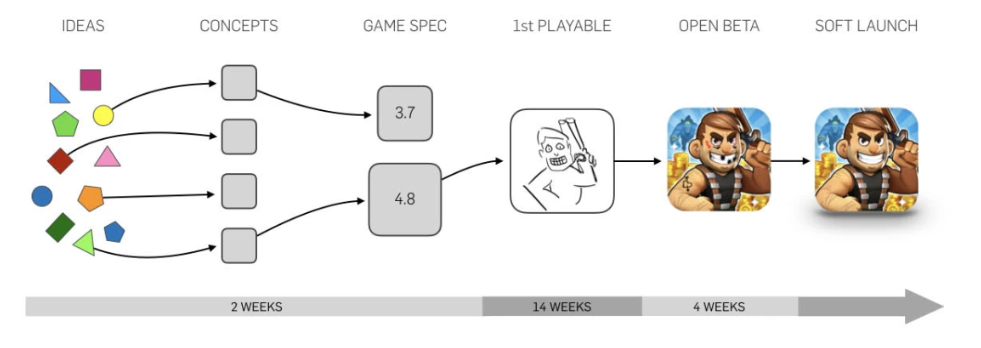 IDEAS
CONCEPTS
GAME SPEC
1st PLAYABLE
OPEN BETA
SOFT LAUNCH
3.7
4.8
2 WEEKS
14 WEEKS
4 WEEKS